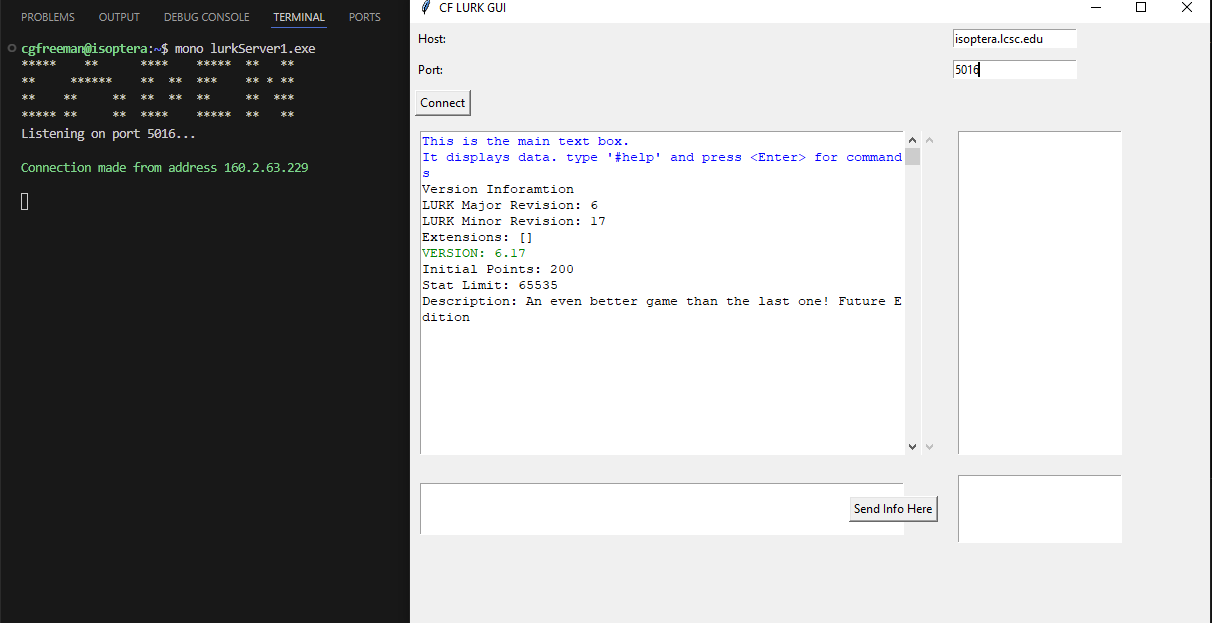 PROBLEMS OUTPUT DEBUG CONSOLE TERMINAL PORTS
cgfreeman@isoptera:~$ mono lurkServer1.exe
*****    **      ****    *****  **   **
**     ******    **  **  ***    ** * **
**    **     **  **  **  **     **  ***
***** **     **  ****    *****  **   **
Listening on port 5016...
Connection made from address 160.2.63.229
CF LURK GUI
Host:
isoptera.lcsc.edu
Port:
5016
Connect
This is the main text box.
It displays data. type '#help' and press <Enter> for command
s
Version Inforamtion
LURK Major Revision: 6
LURK Minor Revision: 17
Extensions: []
VERSION: 6.17
Initial Points: 200
Stat Limit: 65535
Description: An even better game than the last one! Future E
dition
Send Info Here